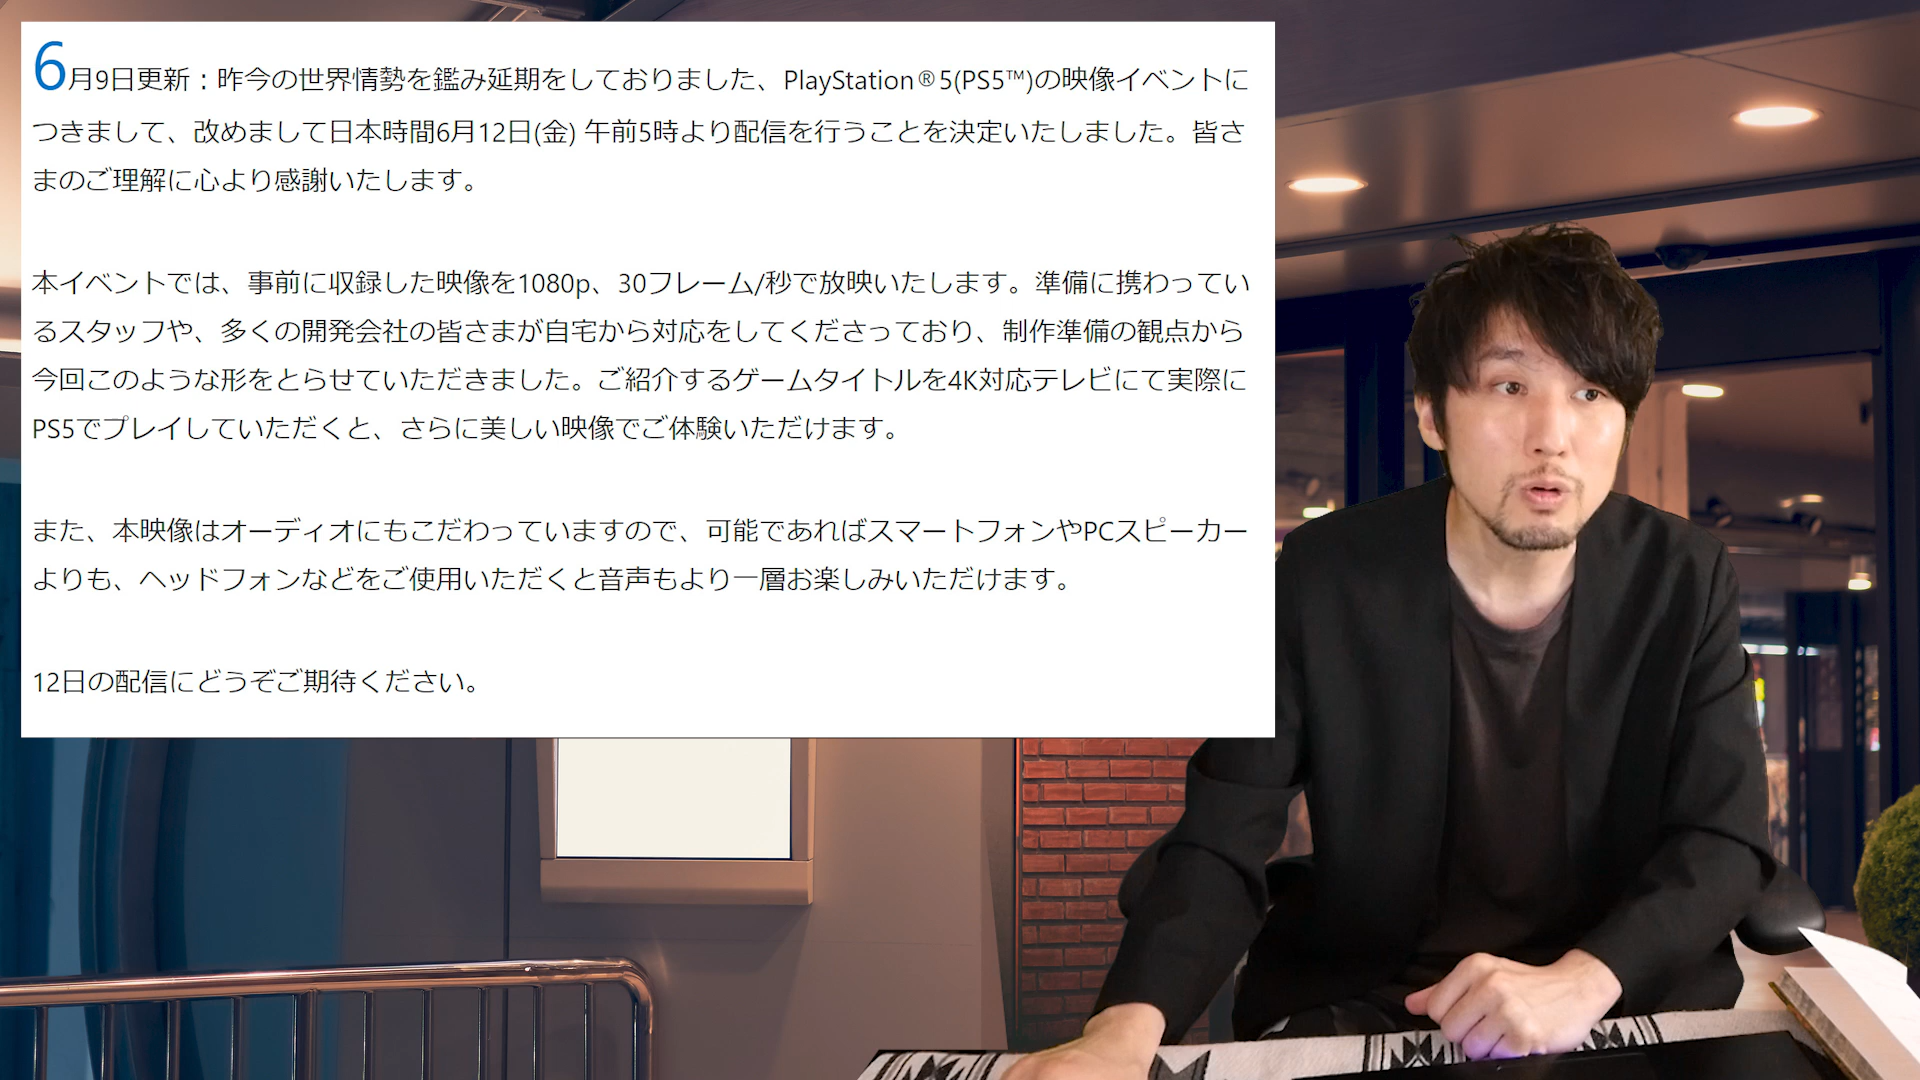 6月9日更新：昨今の世界情勢を鑑み延期をしておりました、PlayStation®5(PS5™)の映像イベントに
つきまして、改めまして日本時間6月12日(金) 午前5時より配信を行うことを決定いたしました。皆さ
まのご理解に心より感謝いたします。
本イベントでは、事前に収録した映像を1080p、30フレーム/秒で放映いたします。準備に携わってい
るスタッフや、多くの開発会社の皆さまが自宅から対応をしてくださっており、制作準備の観点から
今回このような形をとらせていただきました。ご紹介するゲームタイトルを4K対応テレビにて実際に
PS5でプレイしていただくと、さらに美しい映像でご体験いただけます。
また、本映像はオーディオにもこだわっていますので、可能であればスマートフォンやPCスピーカー
よりも、ヘッドフォンなどをご使用いただくと音声もより一層お楽しみいただけます。
12日の配信にどうぞご期待ください。